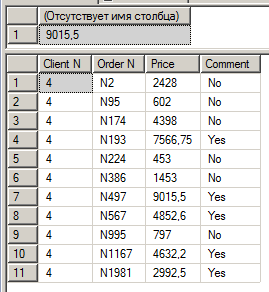 (Отсутствует имя столбца)
1 9015,5
Client N Order N Price Comment
1 4 N2 2428 No
2 4 N95 602 No
3 4 N174 4398 No
4 4 N193 7566,75 Yes
5 4 N224 453 No
6 4 N386 1453 No
7 4 N497 9015,5 Yes
8 4 N567 4852,6 Yes
9 4 N995 797 No
10 4 N1167 4632,2 Yes
11 4 N1981 2992,5 Yes